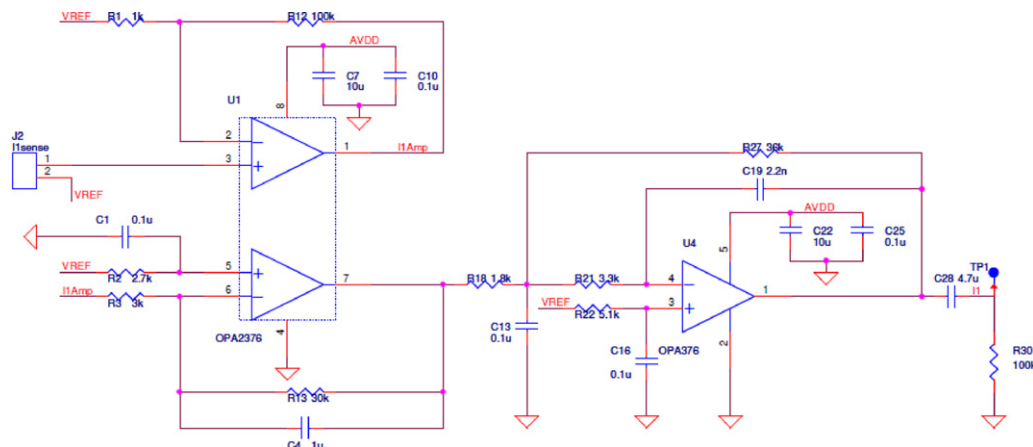 VREF R1 1k R12 100k
AVDD
C7
10u
C10
0.1u
U1
8
J2
I1sense
1
2
VREF
2
3
1 I1Amp
R27 36k
C19 2.2n
C1 0.1u
AVDD
C22
10u
C25
0.1u
U4
5
TP1
VREF
R2 2.7k
5
I1Amp
R3 3k
6
7
R18 1.8k
R21 3.3k
4
1
C28 4.7u
I1
VREF
R22 5.1k
3
C13
0.1u
4
OPA2376
C16
0.1u
OPA376
2
R30
100k
R13 30k
C4 1u